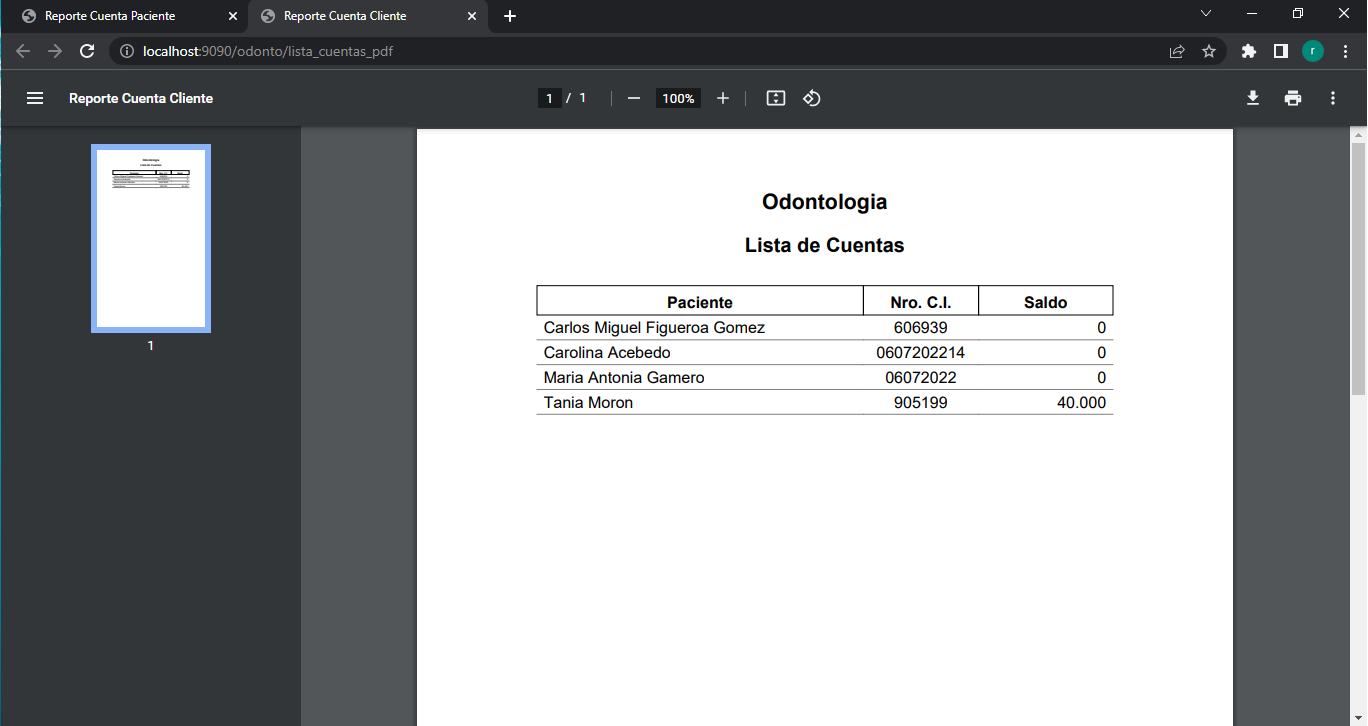 Reporte Cuenta Paciente
Reporte Cuenta Cliente
localhost:9090/odonto/lista_cuentas_pdf
r
Reporte Cuenta Cliente
1 / 1
100%
1
Odontologia
Lista de Cuentas
Paciente Nro. C.I. Saldo
Carlos Miguel Figueroa Gomez 606939 0
Carolina Acebedo 0607202214 0
Maria Antonia Gamero 06072022 0
Tania Moron 905199 40.000